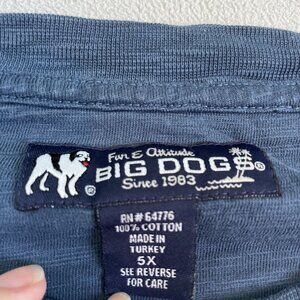 Fun & Attitude
BIG DOGS®
Since 1983
®
RN# 64776
100% COTTON
MADE IN
TURKEY
5X
SEE REVERSE
FOR CARE